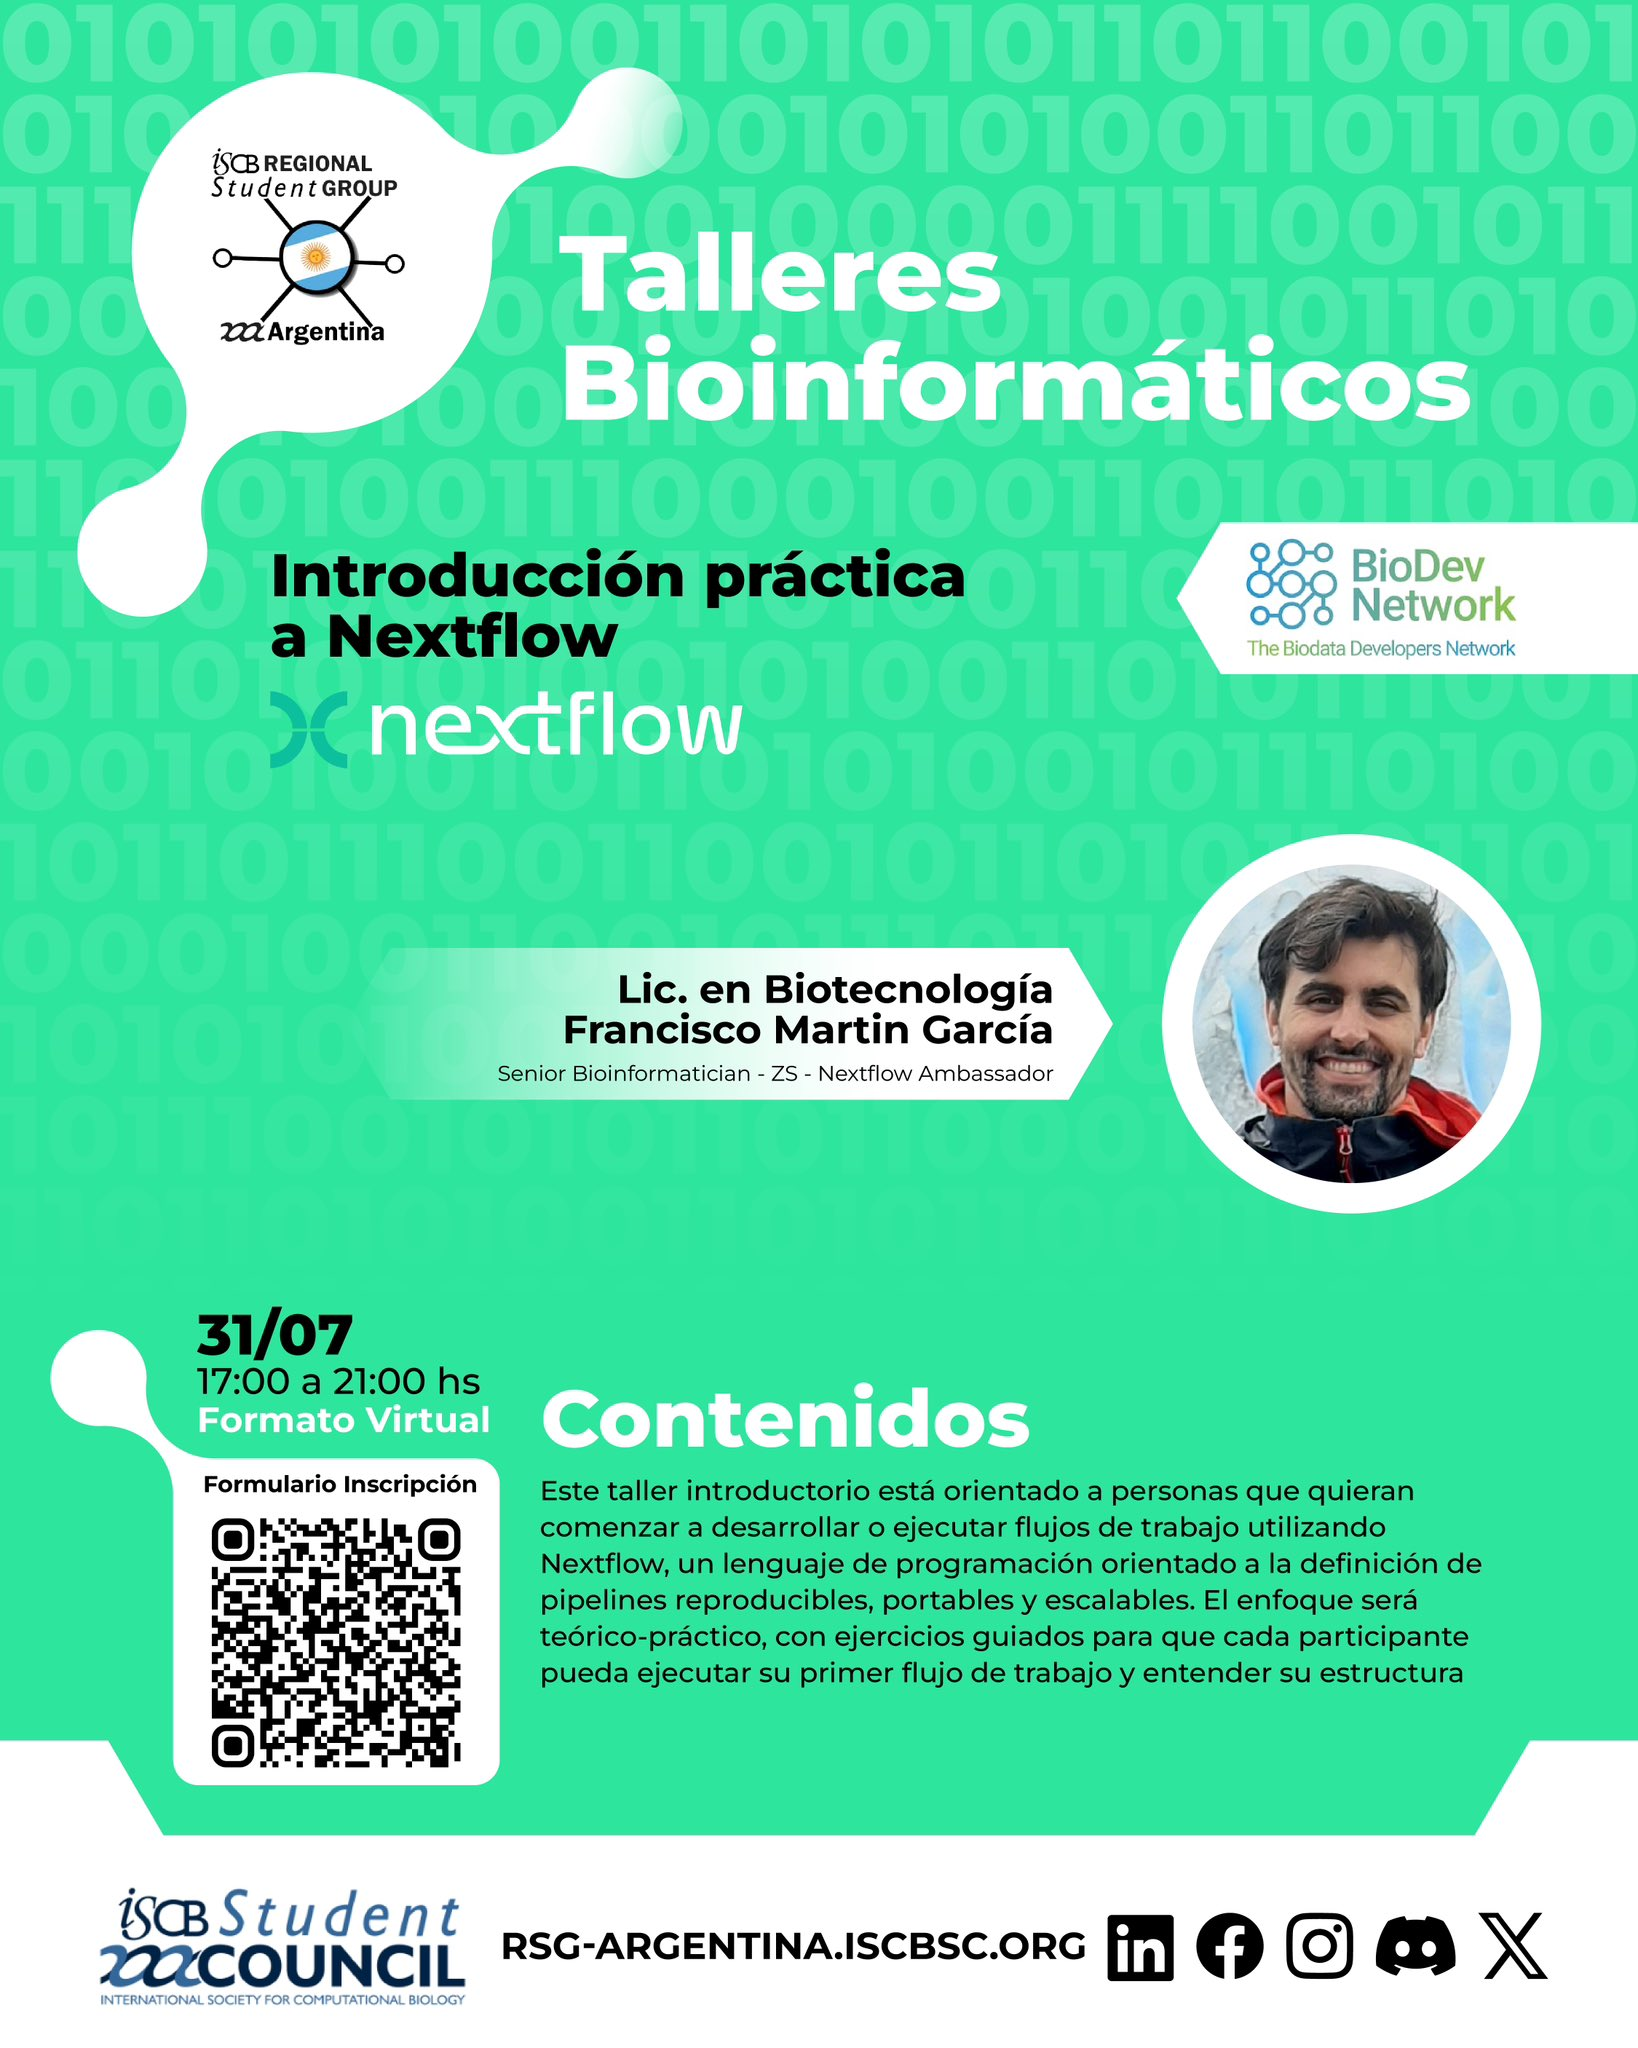 iSCB REGIONAL
Student GROUP
Argentina
Talleres
Bioinformáticos
Introducción práctica
a Nextflow
nextflow
BioDev
Network
The Biodata Developers Network
Lic. en Biotecnología
Francisco Martin García
Senior Bioinformatician - ZS - Nextflow Ambassador
31/07
17:00 a 21:00 hs
Formato Virtual
Formulario Inscripción
Contenidos
Este taller introductorio está orientado a personas que quieran
comenzar a desarrollar o ejecutar flujos de trabajo utilizando
Nextflow, un lenguaje de programación orientado a la definición de
pipelines reproducibles, portables y escalables. El enfoque será
teórico-práctico, con ejercicios guiados para que cada participante
pueda ejecutar su primer flujo de trabajo y entender su estructura
iSCB Student
COUNCIL
INTERNATIONAL SOCIETY FOR COMPUTATIONAL BIOLOGY
RSG-ARGENTINA.ISCBSC.ORG